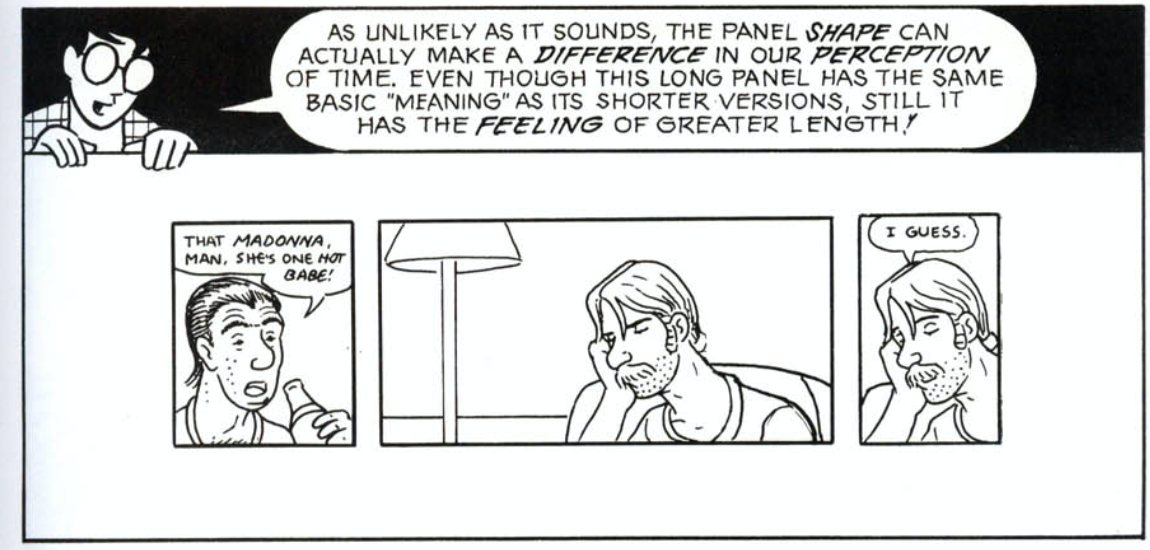 AS UNLIKELY AS IT SOUNDS, THE PANEL SHAPE CAN
ACTUALLY MAKE A DIFFERENCE IN OUR PERCEPTION
OF TIME. EVEN THOUGH THIS LONG PANEL HAS THE SAME
BASIC "MEANING" AS ITS SHORTER VERSIONS, STILL IT
HAS THE FEELING OF GREATER LENGTH!
THAT MADONNA,
MAN, SHE'S ONE HOT
BABE!
I GUESS.